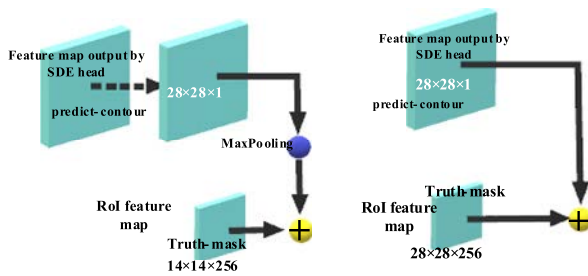 Feature map output by
SDE head
predict-contour
28×28×1
MaxPooling
RoI feature
map
Truth-mask
14×14×256
Feature map output by
SDE head
28×28×1
predict-contour
Truth-mask
RoI feature
map
28×28×256